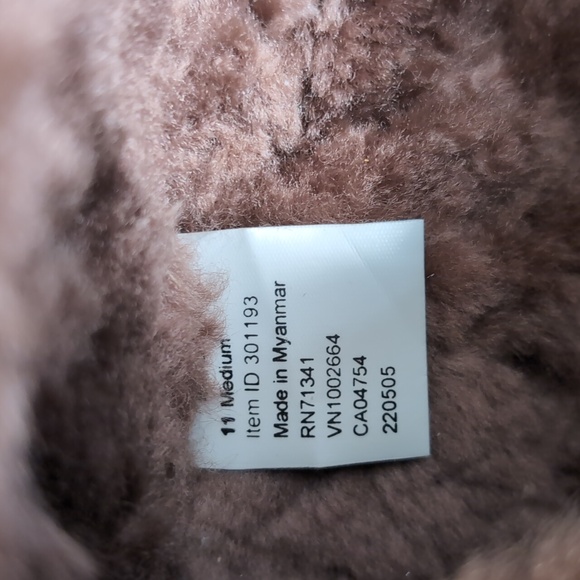 11 Medium
Item ID 301193
Made in Myanmar
RN71341
VN1002664
CA04754
220505